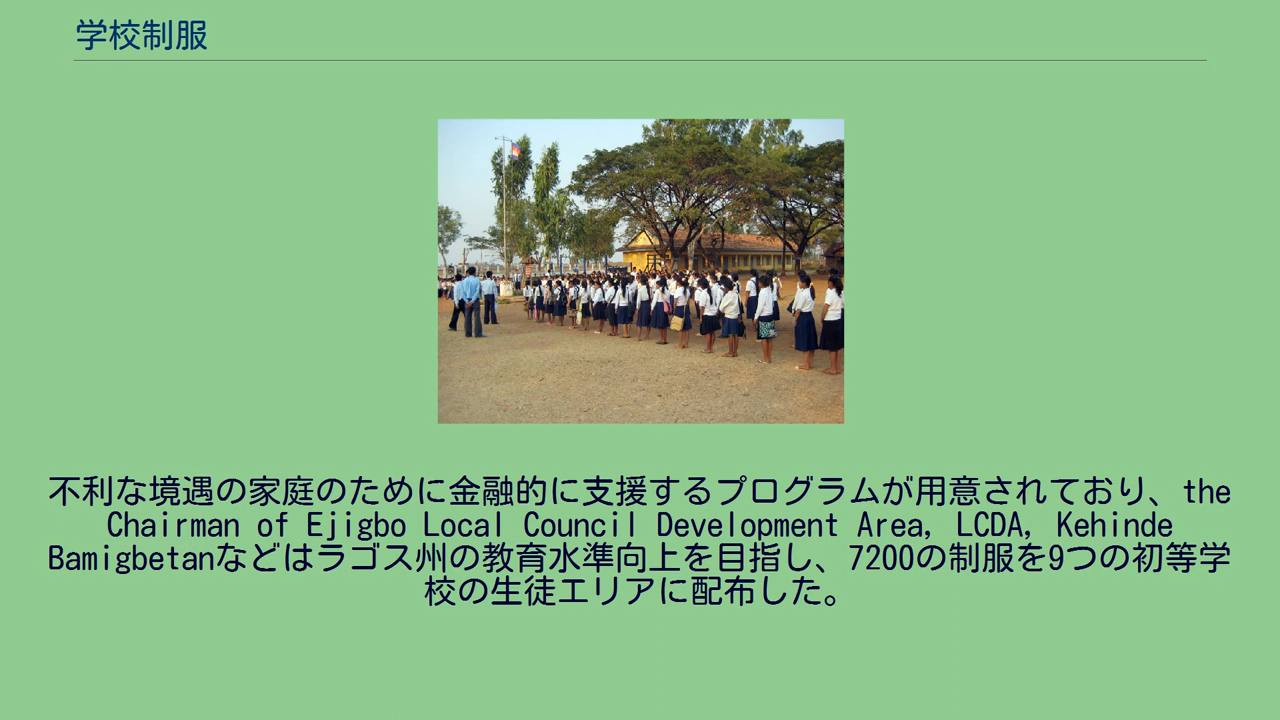 学校制服
不利な境遇の家庭のために金融的に支援するプログラムが用意されており、the
Chairman of Ejigbo Local Council Development Area, LCDA, Kehinde
Bamigbetanなどはラゴス州の教育水準向上を目指し、7200の制服を9つの初等学
校の生徒エリアに配布した。